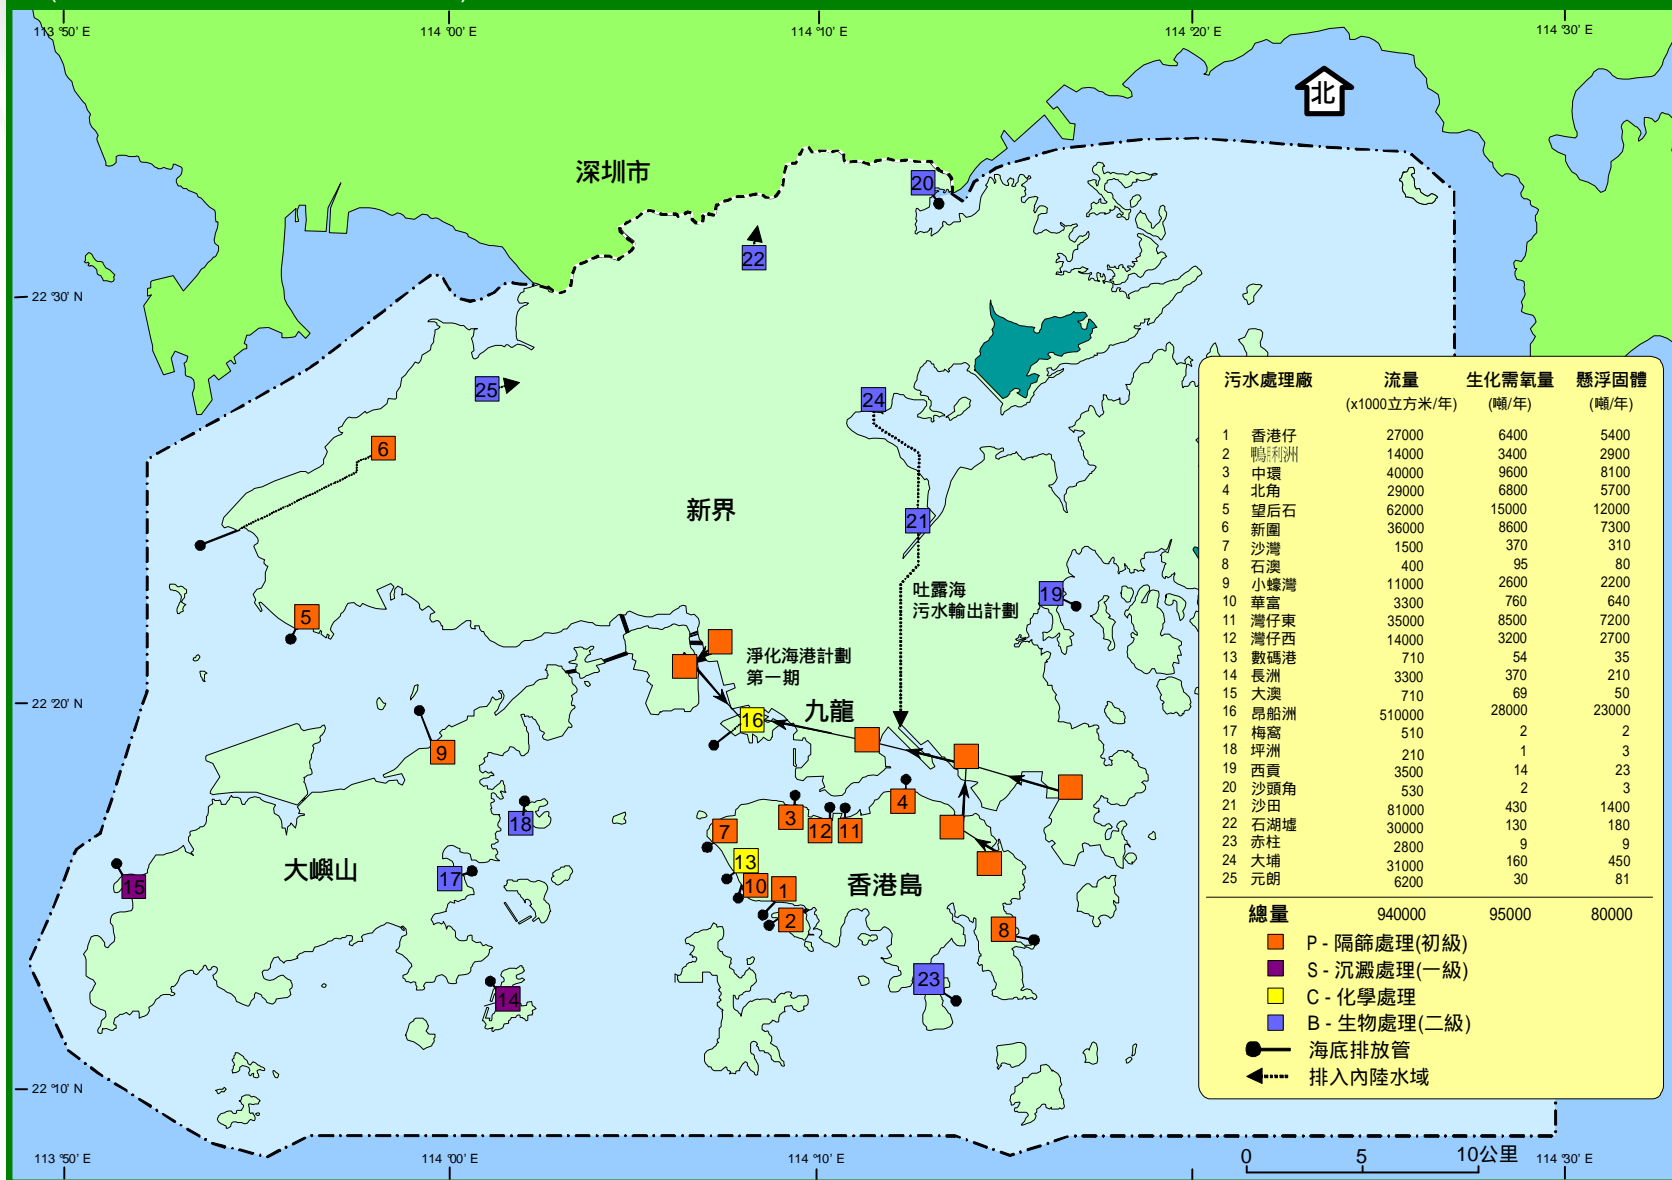 113 °50' E
114 °00' E
114 °10' E
114 °20' E
114 °30' E
北
深圳市
20
22
22 °30' N
25
24
6
新界
21
吐露海
污水輸出計劃
19
5
淨化海港計劃
第一期
22 °20' N
九龍
16
9
4
3
12
11
18
7
13
大嶼山
香港島
17
15
10
1
2
8
23
14
22 °10' N
污水處理廠 流量 生化需氧量 懸浮固體
(x1000立方米/年) (噸/年) (噸/年)
1 香港仔 27000 6400 5400
2 鴨脷洲 14000 3400 2900
3 中環 40000 9600 8100
4 北角 29000 6800 5700
5 望后石 62000 15000 12000
6 新圍 36000 8600 7300
7 沙灣 1500 370 310
8 石澳 400 95 80
9 小蠔灣 11000 2600 2200
10 華富 3300 760 640
11 灣仔東 35000 8500 7200
12 灣仔西 14000 3200 2700
13 數碼港 710 54 35
14 長洲 3300 370 210
15 大澳 710 69 50
16 昂船洲 510000 28000 23000
17 梅窩 510 2 2
18 坪洲 210 1 3
19 西貢 3500 14 23
20 沙頭角 530 2 3
21 沙田 81000 430 1400
22 石湖墟 30000 130 180
23 赤柱 2800 9 9
24 大埔 31000 160 450
25 元朗 6200 30 81
總量 940000 95000 80000
P - 隔篩處理(初級)
S - 沉澱處理(一級)
C - 化學處理
B - 生物處理(二級)
海底排放管
排入內陸水域
0 5 10公里
113 °50' E
114 °00' E
114 °10' E
114 °30' E